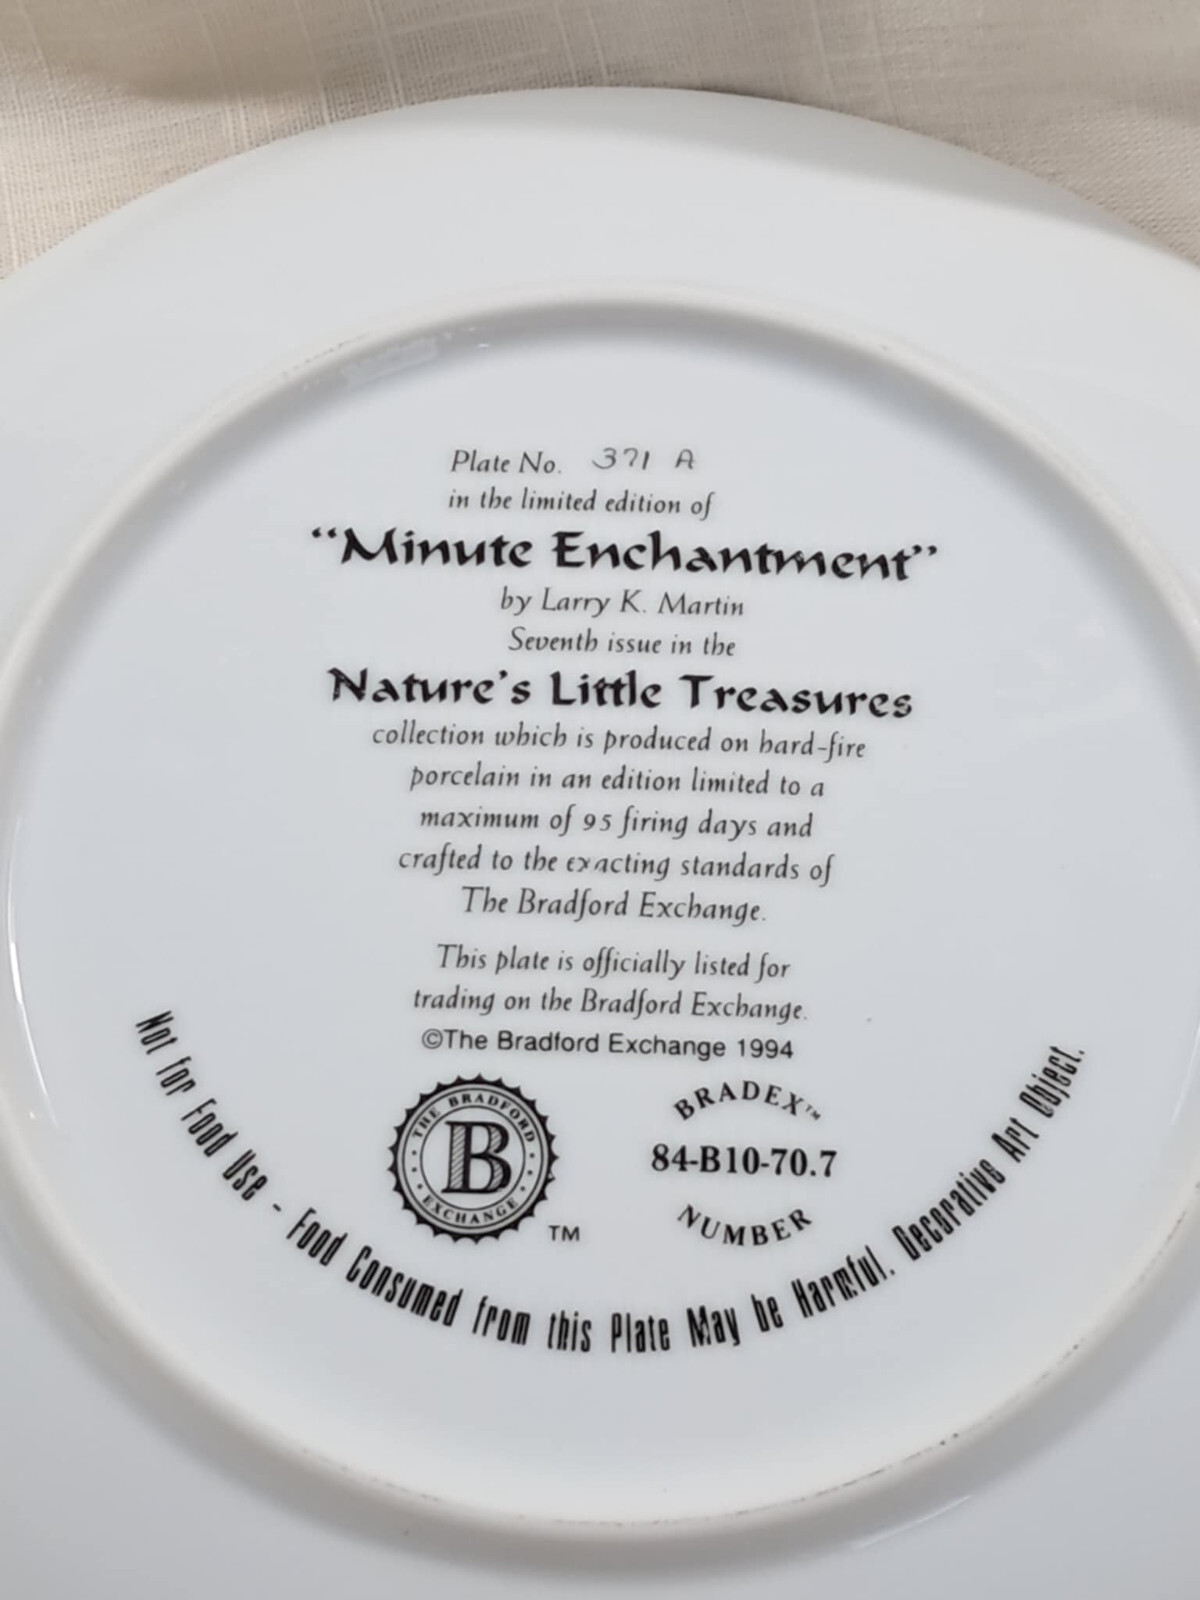 Plate No. 371 A
in the limited edition of
“Minute Enchantment”
by Larry K. Martin
Seventh issue in the
Nature's Little Treasures
collection which is produced on hard-fire
porcelain in an edition limited to a
maximum of 95 firing days and
crafted to the exacting standards of
The Bradford Exchange.
This plate is officially listed for
trading on the Bradford Exchange.
©The Bradford Exchange 1994
THE BRADFORD
B
EXCHANGE
TM
BRADEX™
84-B10-70.7
NUMBER
Not for Food Use - Food Consumed from this Plate May be Harmful. Decorative Art Object.